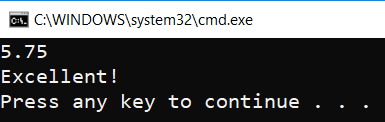 C:\WINDOWS\system32\cmd.exe
5.75
Excellent!
Press any key to continue . . .